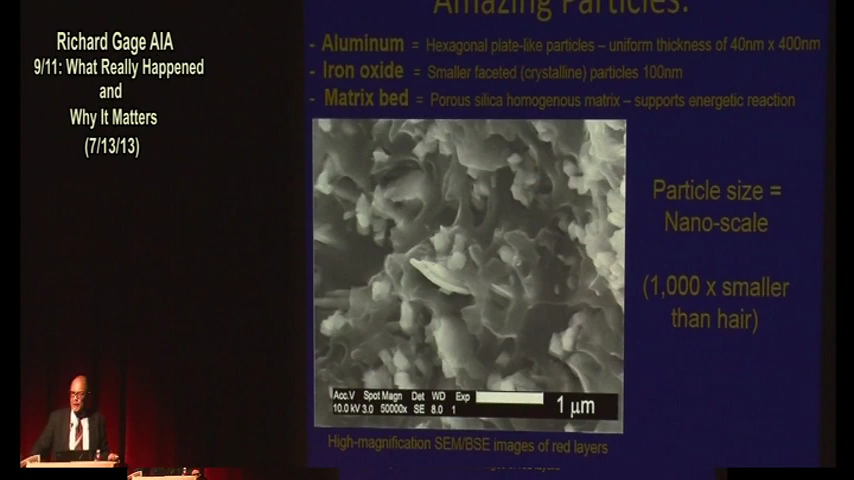 Richard Gage AIA
9/11: What Really Happened
and
Why It Matters
(7/13/13)
Amazing Particles:
- Aluminum = Hexagonal plate-like particles – uniform thickness of 40nm x 400nm
- Iron oxide = Smaller faceted (crystalline) particles 100nm
- Matrix bed = Porous silica homogenous matrix – supports energetic reaction
Particle size =
Nano-scale
(1,000 x smaller
than hair)
Acc.V Spot Magn Det WD Exp
10.0 kV 3.0 50000x SE 8.0 1
1 µm
High-magnification SEM/BSE images of red layers